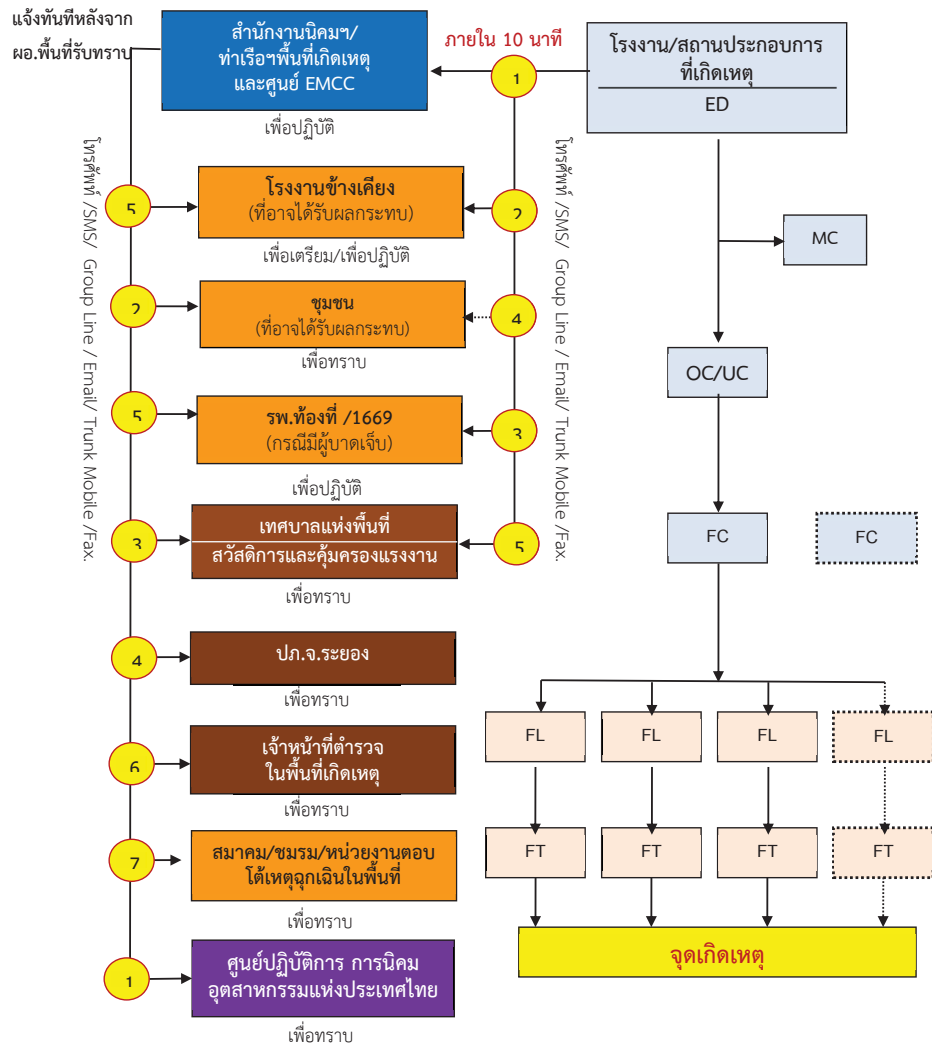 แจ้งทันทีหลังจาก
ผอ.พื้นที่รับทราบ
สำนักงานนิคมฯ/
ท่าเรือฯพื้นที่เกิดเหตุ
และศูนย์ EMCC
เพื่อปฏิบัติ
ภายใน 10 นาที
1
โรงงาน/สถานประกอบการ
ที่เกิดเหตุ
ED
โทรศัพท์ /SMS/ Group Line / Email/ Trunk Mobile /Fax.
โทรศัพท์ /SMS/ Group Line / Email/ Trunk Mobile /Fax.
5
โรงงานข้างเคียง
(ที่อาจได้รับผลกระทบ)
2
เพื่อเตรียม/เพื่อปฏิบัติ
MC
2
ชุมชน
(ที่อาจได้รับผลกระทบ)
4
เพื่อทราบ
OC/UC
5
รพ.ท้องที่ /1669
(กรณีมีผู้บาดเจ็บ)
3
เพื่อปฏิบัติ
3
เทศบาลแห่งพื้นที่
สวัสดิการและคุ้มครองแรงงาน
5
เพื่อทราบ
FC
FC
4
ปภ.จ.ระยอง
เพื่อทราบ
6
เจ้าหน้าที่ตำรวจ
ในพื้นที่เกิดเหตุ
เพื่อทราบ
FL
FL
FL
FL
7
สมาคม/ชมรม/หน่วยงานตอบ
โต้เหตุฉุกเฉินในพื้นที่
เพื่อทราบ
FT
FT
FT
FT
1
ศูนย์ปฏิบัติการ การนิคม
อุตสาหกรรมแห่งประเทศไทย
เพื่อทราบ
จุดเกิดเหตุ